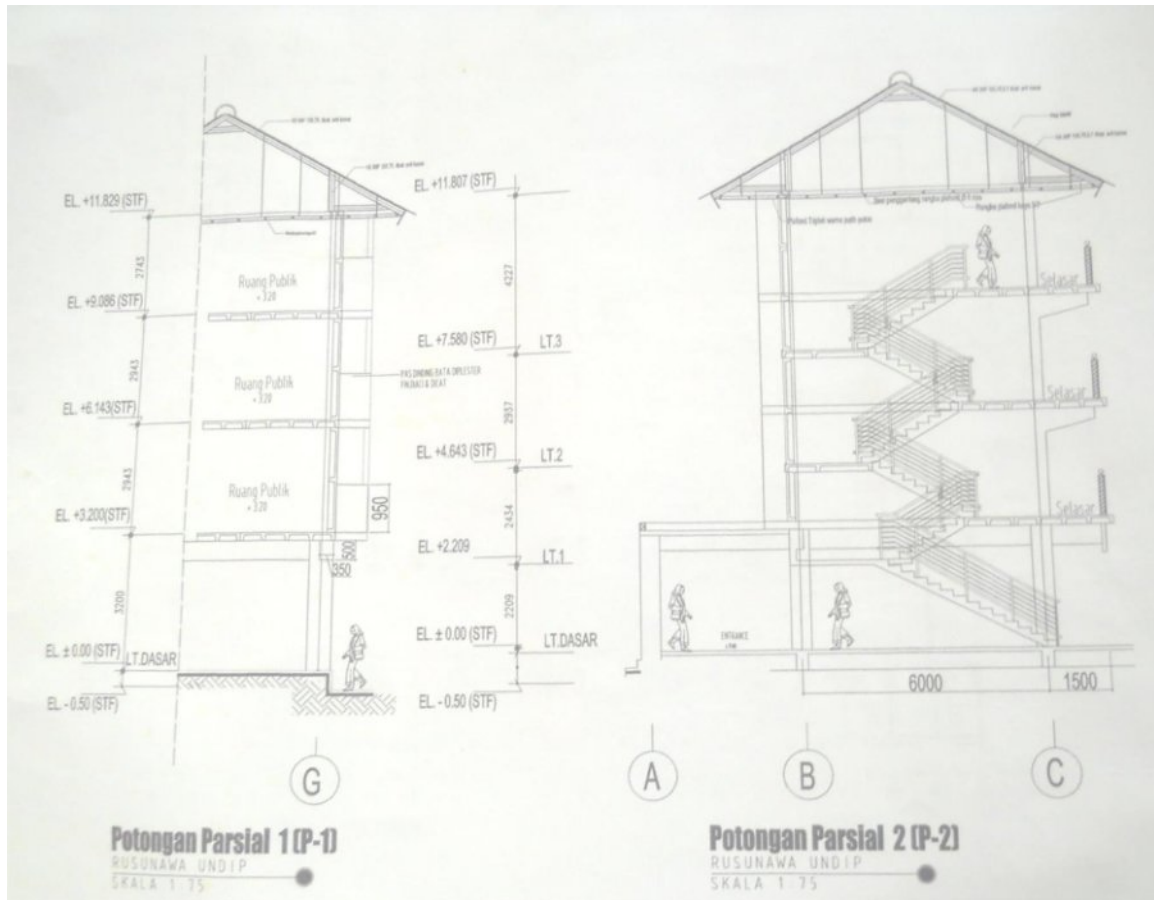 EL. +11.829 (STF)
2743
EL. +9.086 (STF)
2943
EL. +6.143(STF)
2943
EL. +3.200(STF)
3200
EL. ± 0.00 (STF)
LT.DASAR
EL. - 0.50 (STF)
Ruang Publik
+ 3.20
Ruang Publik
+ 3.20
Ruang Publik
+ 3.20
950
500
350
G
Potongan Parsial 1 (P-1)
RUSUNAWA UNDIP
SKALA 1:75
EL. +11.807 (STF)
4227
EL. +7.580 (STF)
LT.3
2937
EL. +4.643 (STF)
LT.2
2434
EL. +2.209
LT.1
2209
EL. ± 0.00 (STF)
LT.DASAR
EL. - 0.50 (STF)
Selasar
Selasar
Selasar
ENTRANCE
6000
1500
A
B
C
Potongan Parsial 2 (P-2)
RUSUNAWA UNDIP
SKALA 1:75